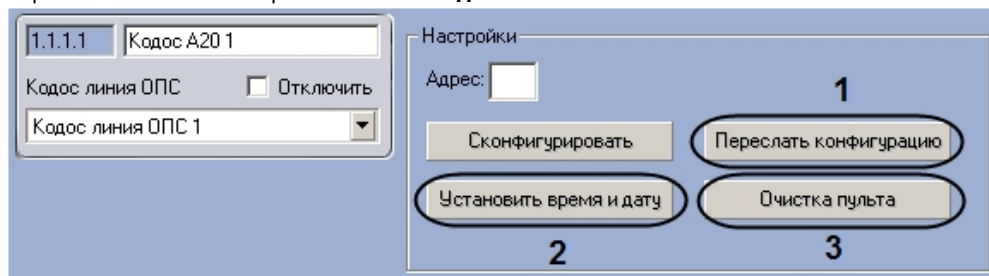 1.1.1.1 Кодос А20 1
Кодос линия ОПС Отключить
Кодос линия ОПС 1
Настройки
Адрес:
1
Сконфигурировать Переслать конфигурацию
Установить время и дату Очистка пульта
2 3